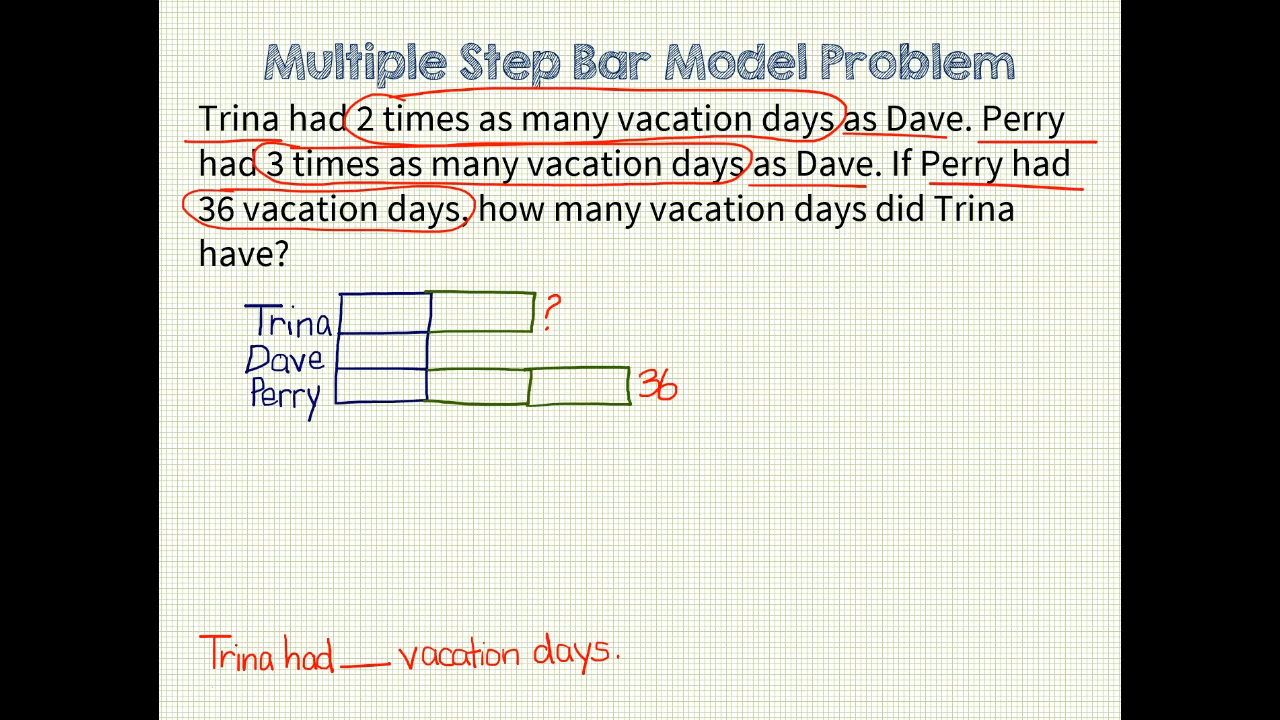 Multiple Step Bar Model Problem
Trina had 2 times as many vacation days as Dave. Perry
had 3 times as many vacation days as Dave. If Perry had
36 vacation days, how many vacation days did Trina
have?
Trina ?
Dave
Perry 36
Trina had __ vacation days.